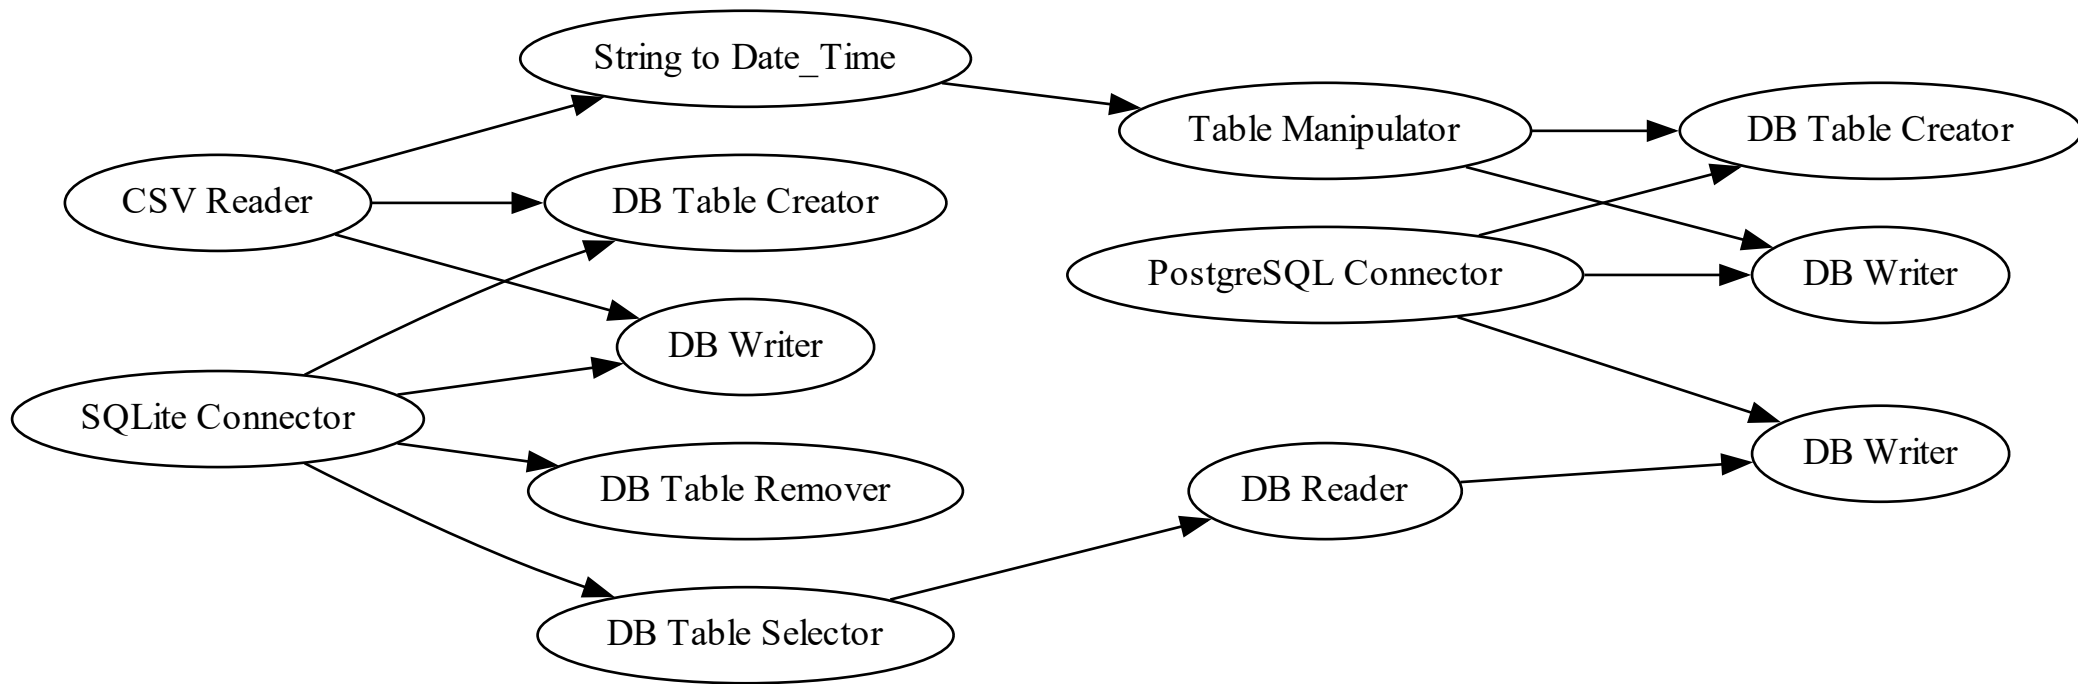 String to Date_Time
Table Manipulator
DB Table Creator
CSV Reader
DB Table Creator
PostgreSQL Connector
DB Writer
DB Writer
SQLite Connector
DB Writer
DB Table Remover
DB Reader
DB Table Selector